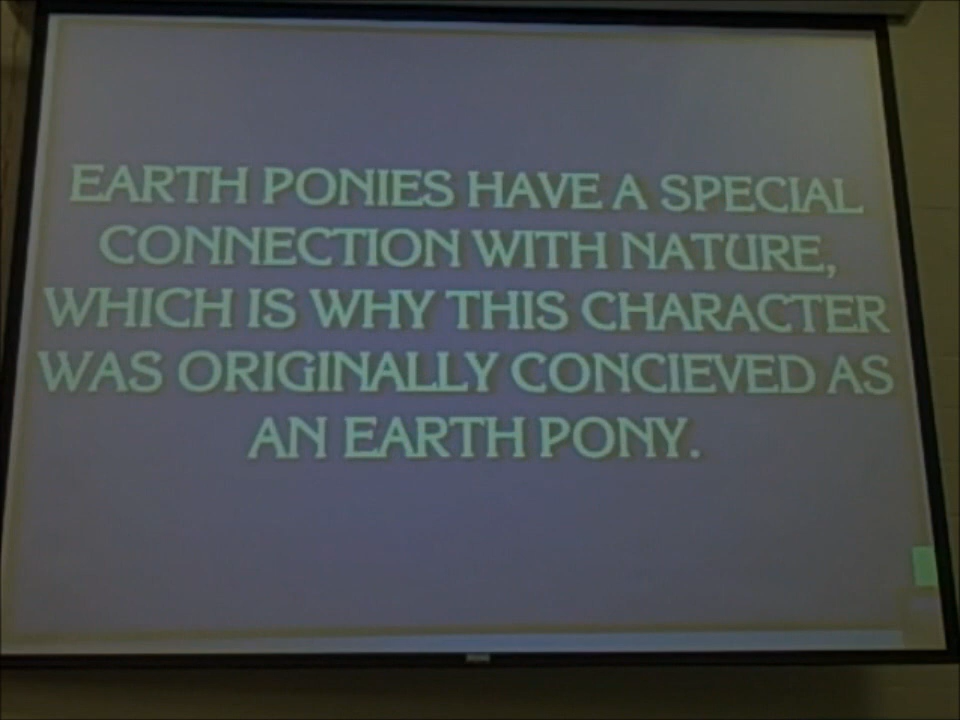 EARTH PONIES HAVE A SPECIAL
CONNECTION WITH NATURE,
WHICH IS WHY THIS CHARACTER
WAS ORIGINALLY CONCIEVED AS
AN EARTH PONY.